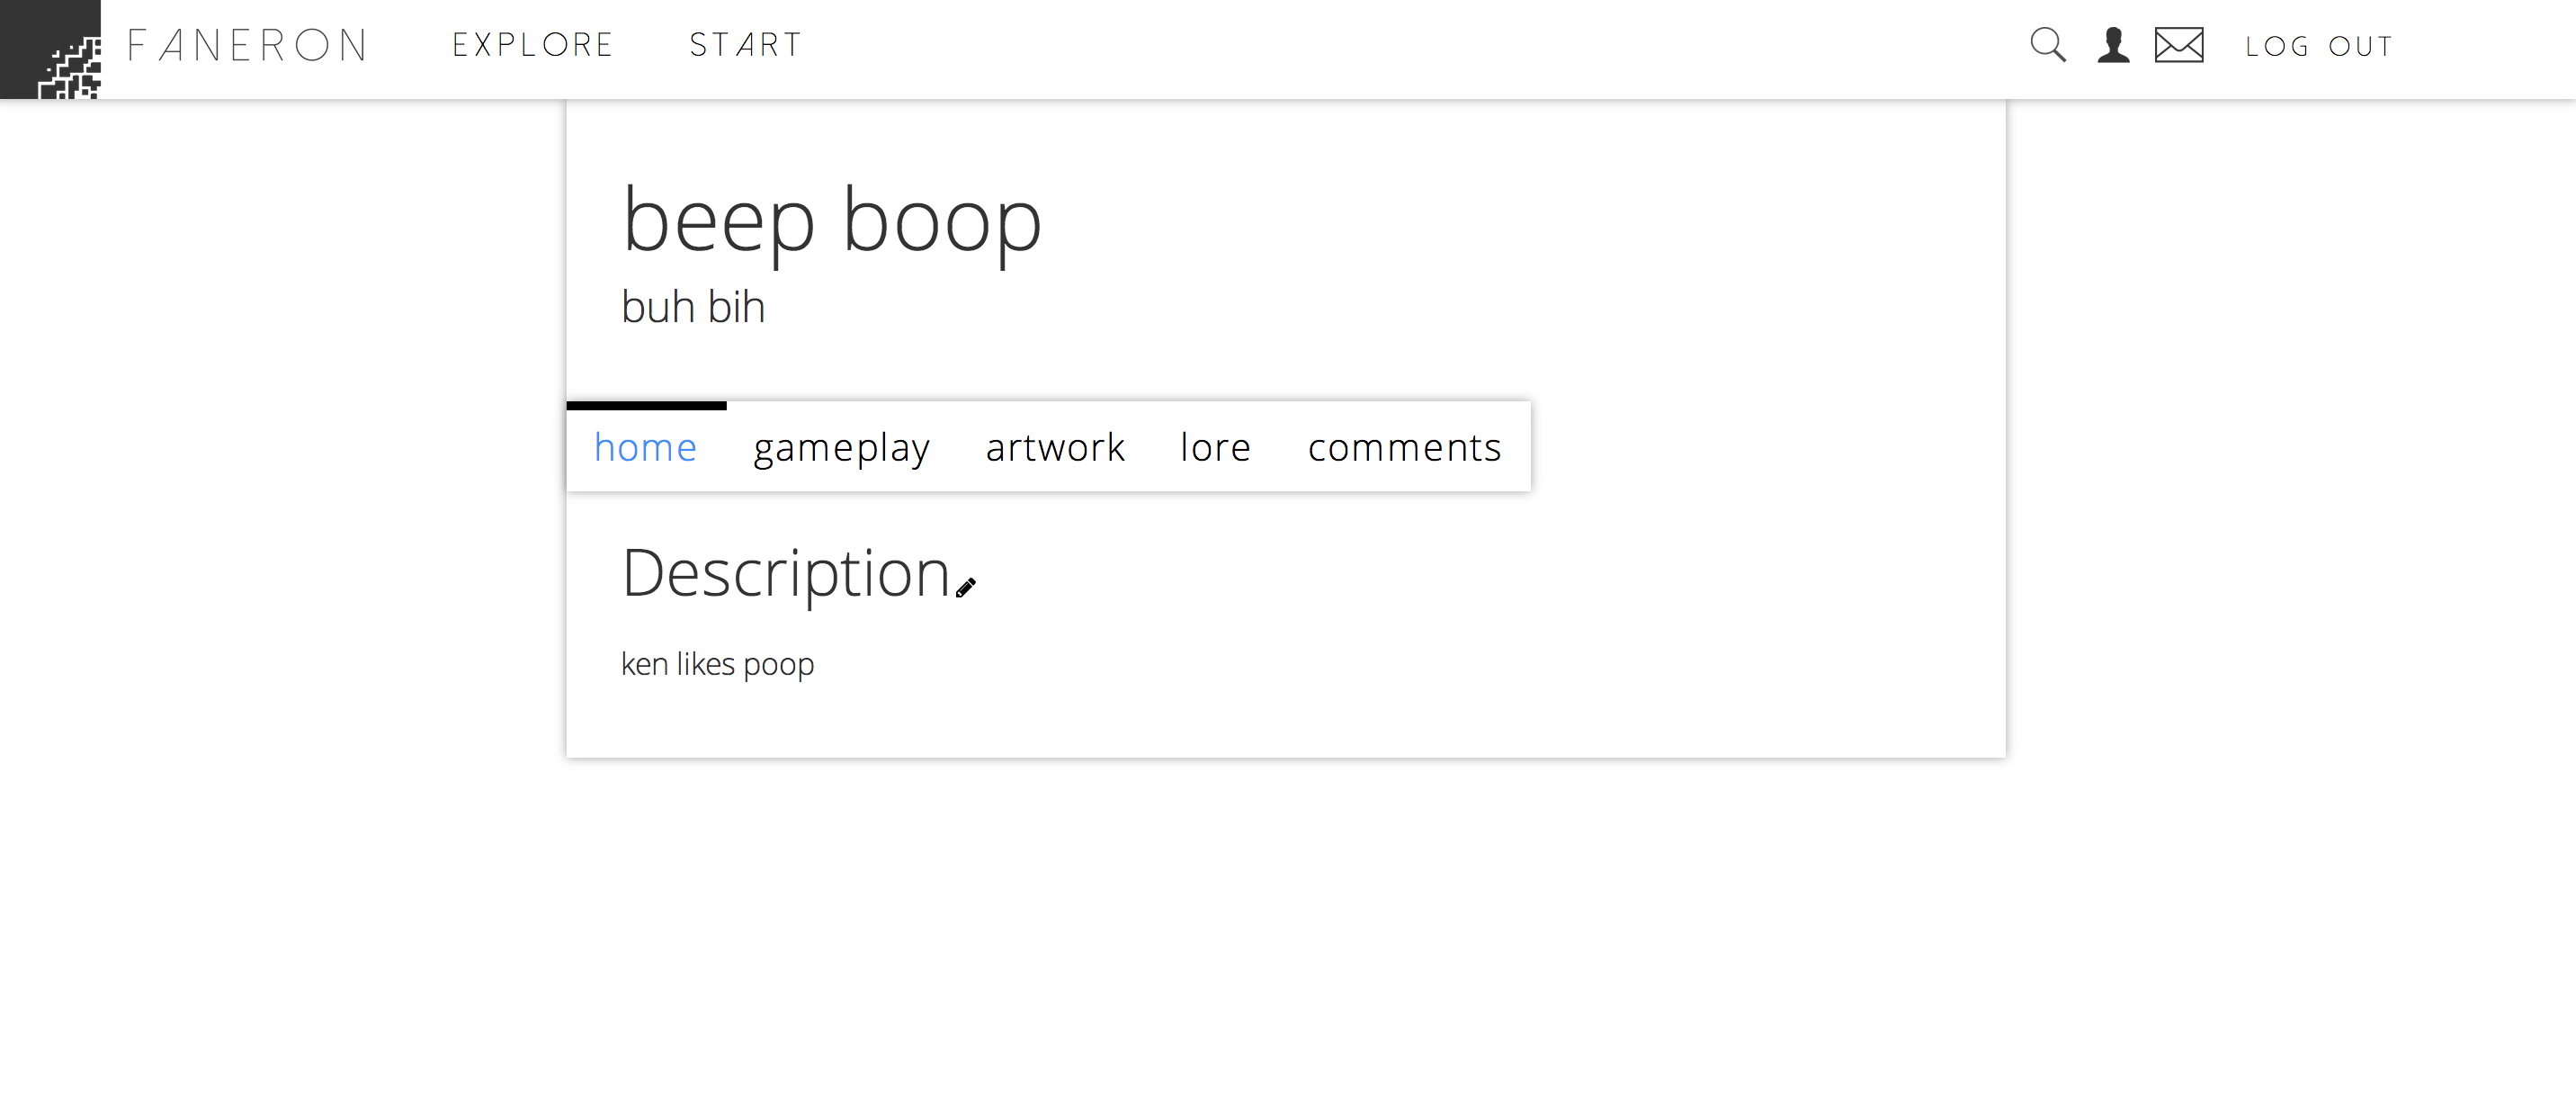 FANERON EXPLORE START LOG OUT
beep boop
buh bih
home gameplay artwork lore comments
Description
ken likes poop